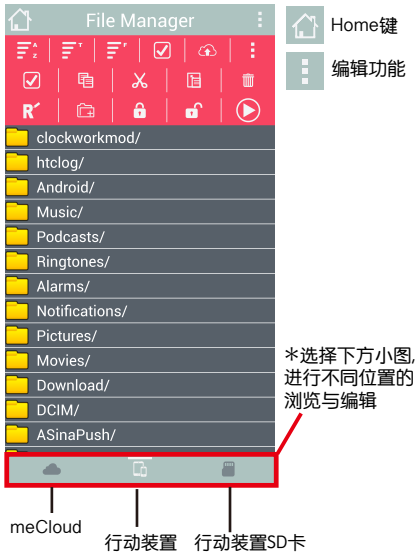 File Manager
Home键
编辑功能
A
Z
T
F
R
clockworkmod/
htclog/
Android/
Music/
Podcasts/
Ringtones/
Alarms/
Notifications/
Pictures/
Movies/
Download/
DCIM/
ASinaPush/
*选择下方小图,
进行不同位置的
浏览与编辑
meCloud
行动装置
行动装置SD卡